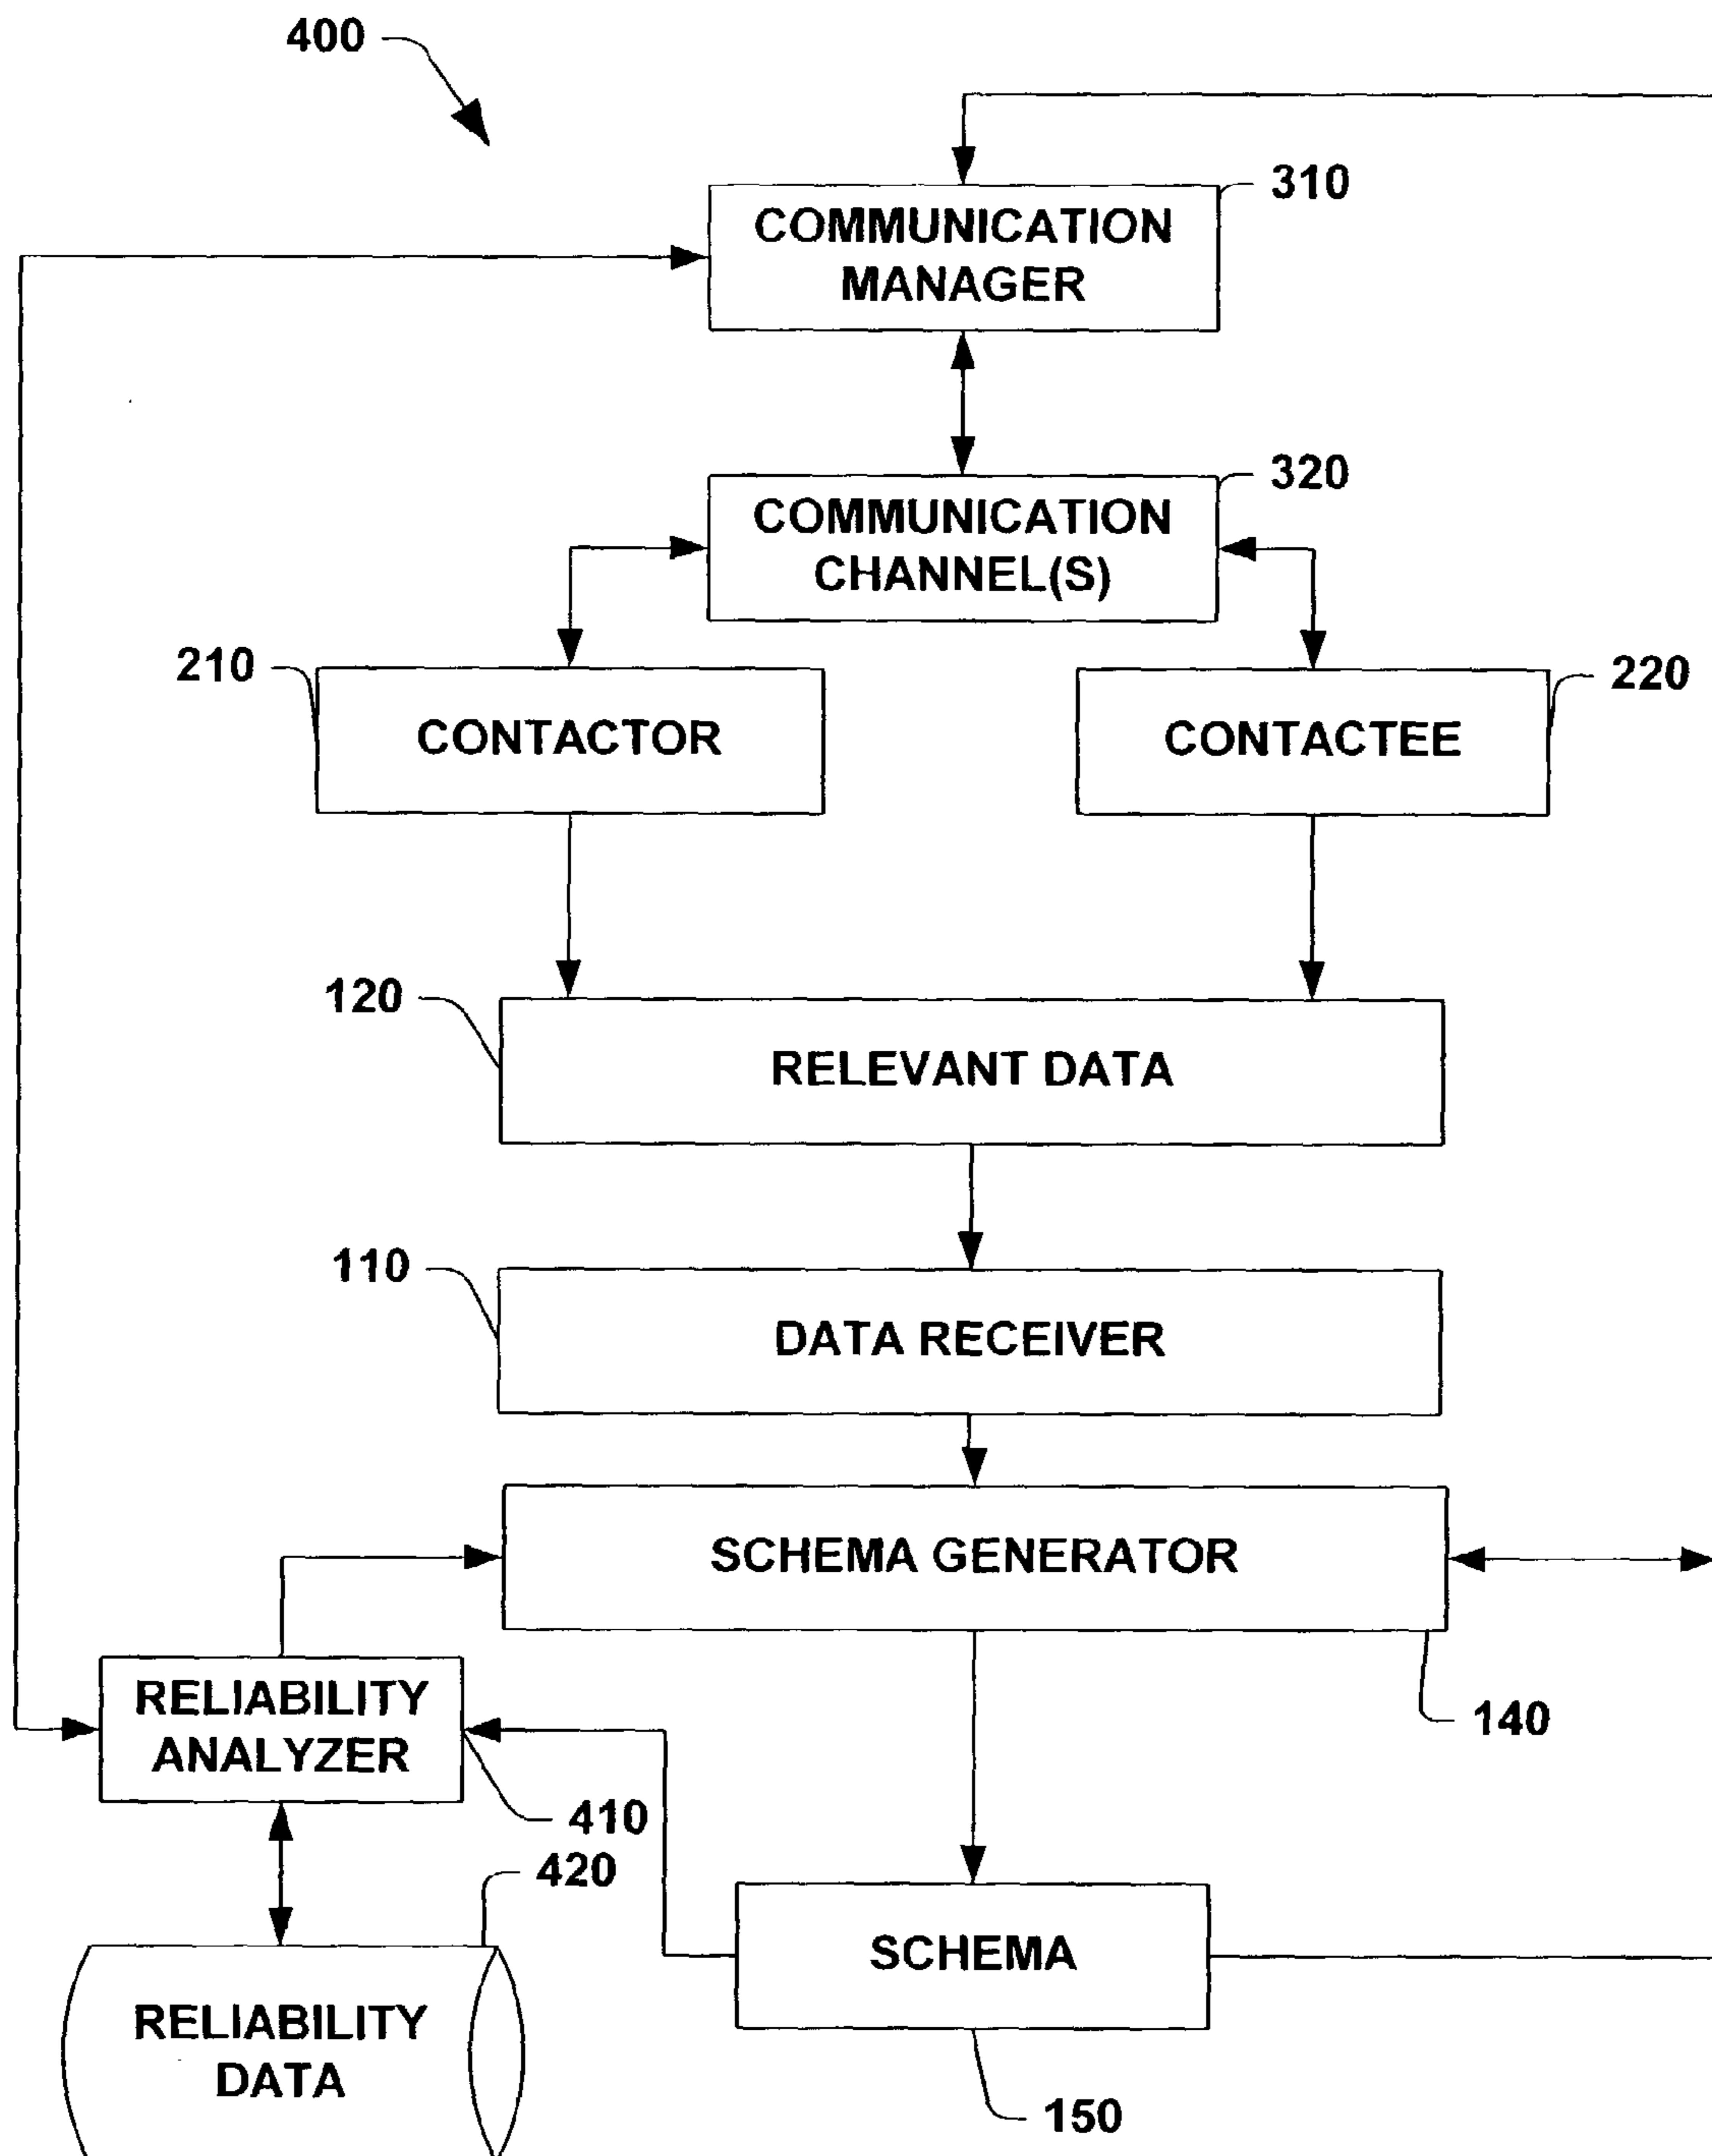 400
310
COMMUNICATION
MANAGER
320
COMMUNICATION
CHANNEL(S)
210
CONTACTOR
220
CONTACTEE
120
RELEVANT DATA
110
DATA RECEIVER
SCHEMA GENERATOR
140
RELIABILITY
ANALYZER
410
420
SCHEMA
RELIABILITY
DATA
150